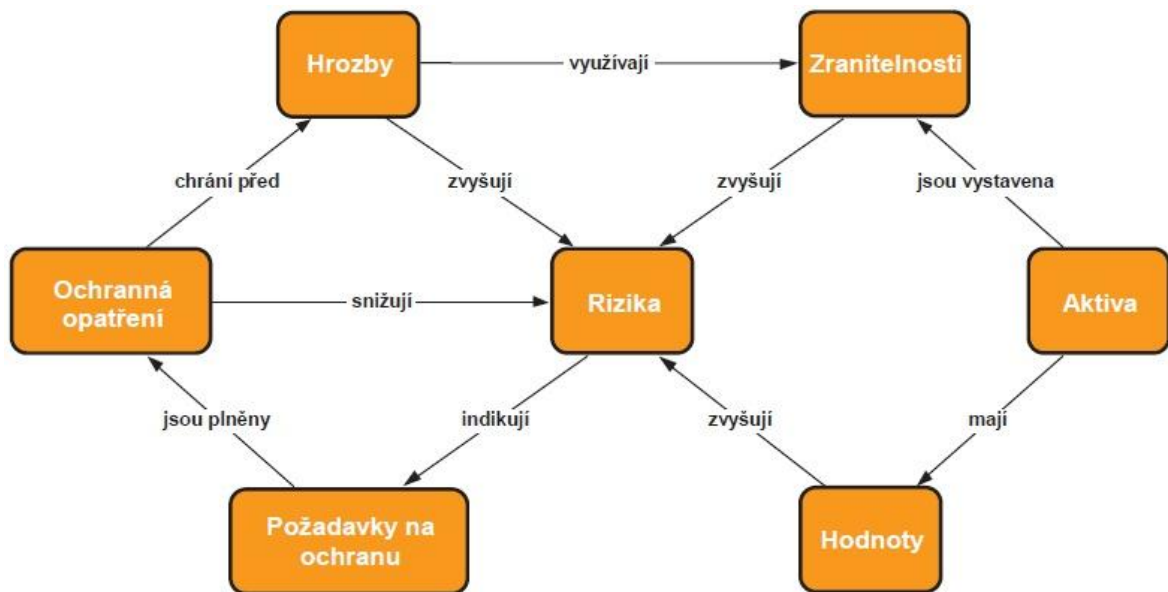 Hrozby
využívají
Zranitelnosti
chrání před
zvyšují
zvyšují
jsou vystavena
Ochranná
opatření
snižují
Rizika
Aktiva
jsou plněny
indikují
zvyšují
mají
Požadavky na
ochranu
Hodnoty